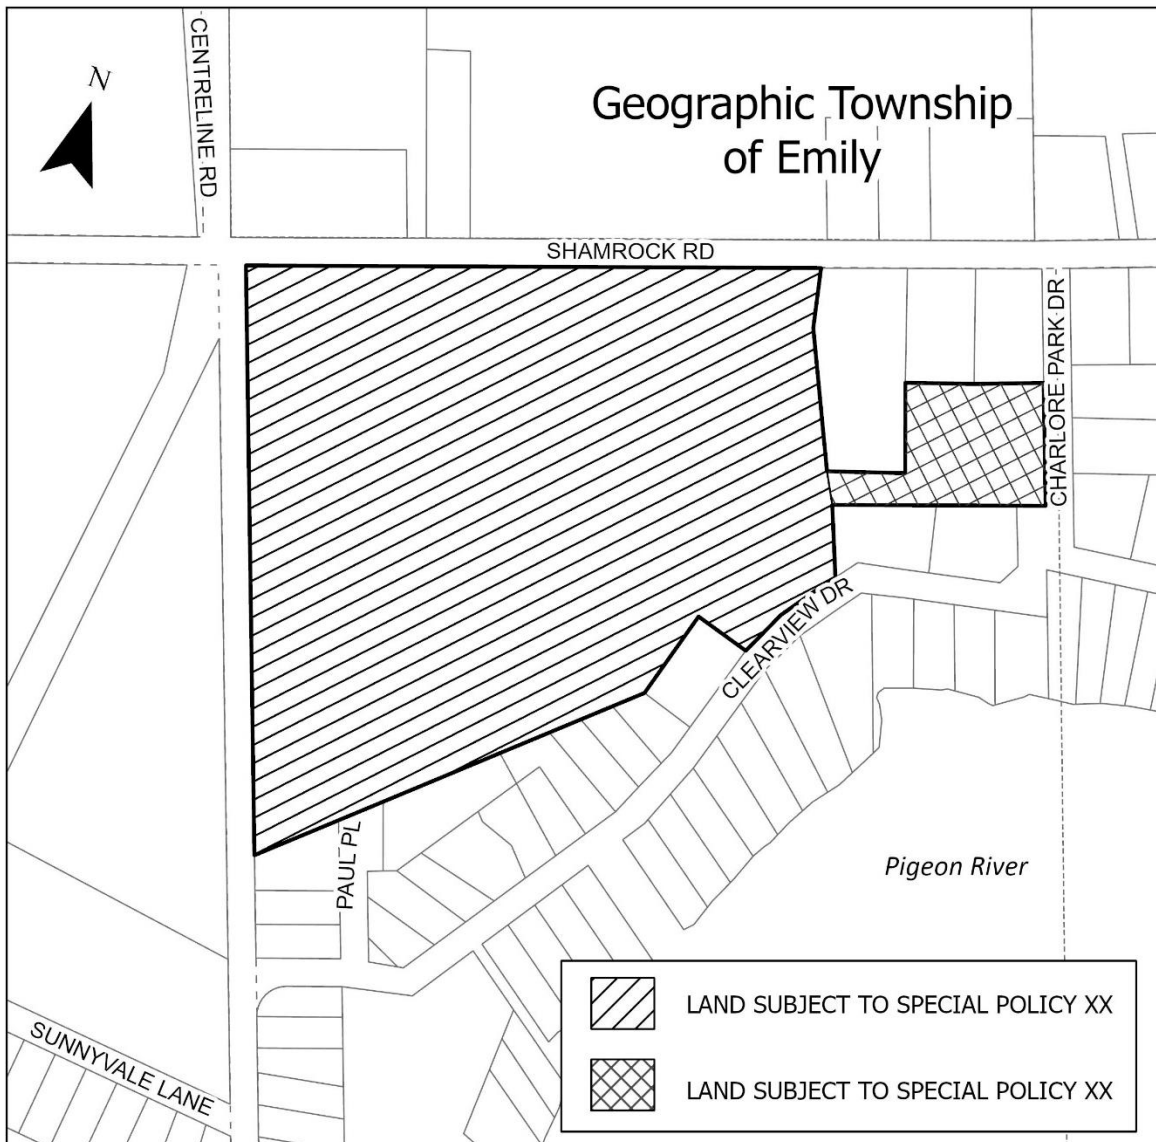 CENTRELINE RD
N
Geographic Township
of Emily
SHAMROCK RD
CHARLORE PARK DR
CLEARVIEW DR
PAUL PL
Pigeon River
SUNNYVALE LANE
LAND SUBJECT TO SPECIAL POLICY XX
LAND SUBJECT TO SPECIAL POLICY XX